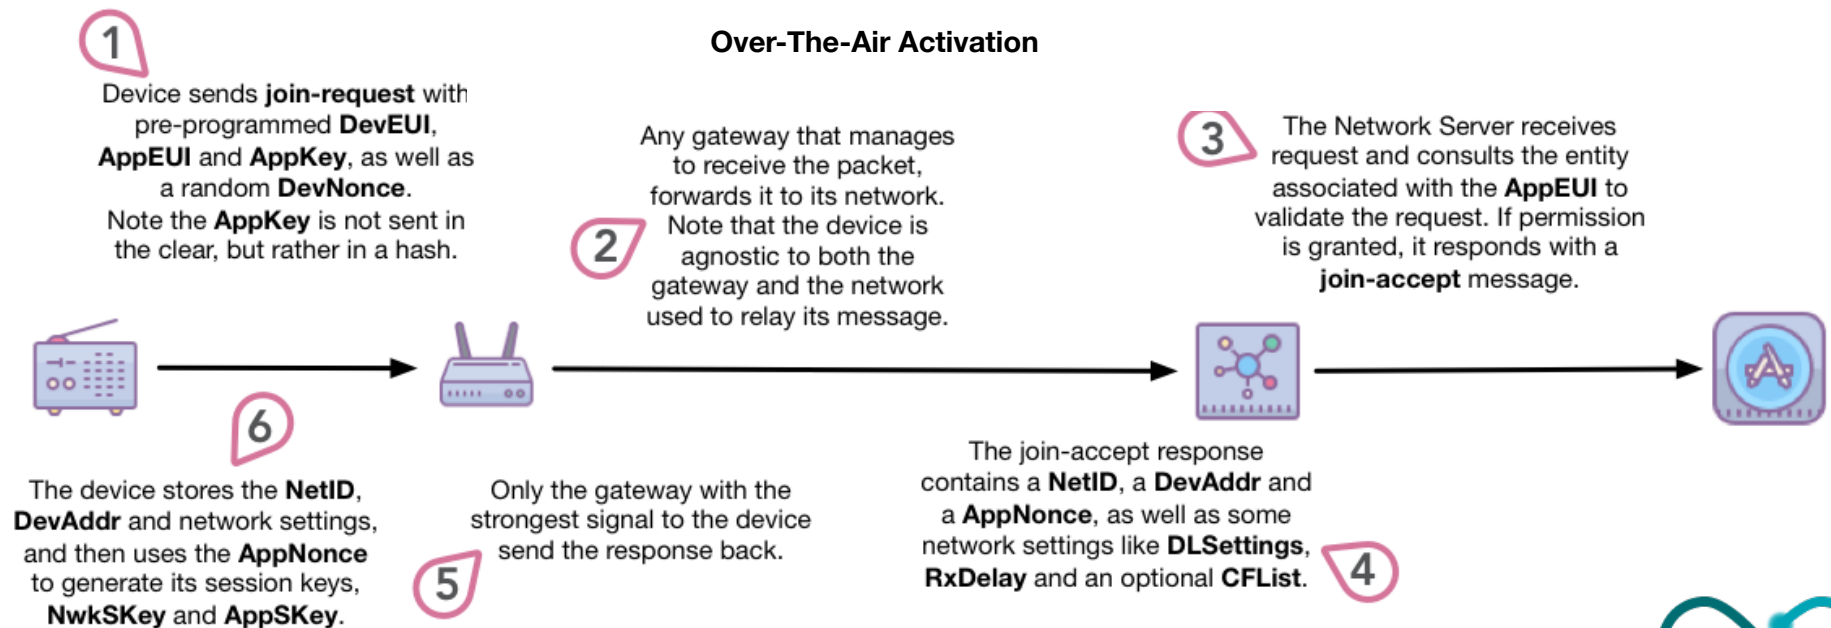 Over-The-Air Activation
1
Device sends join-request with
pre-programmed DevEUI,
AppEUI and AppKey, as well as
a random DevNonce.
Note the AppKey is not sent in
the clear, but rather in a hash.
2
Any gateway that manages
to receive the packet,
forwards it to its network.
Note that the device is
agnostic to both the
gateway and the network
used to relay its message.
3
The Network Server receives
request and consults the entity
associated with the AppEUI to
validate the request. If permission
is granted, it responds with a
join-accept message.
4
The join-accept response
contains a NetID, a DevAddr and
a AppNonce, as well as some
network settings like DLSettings,
RxDelay and an optional CFList.
5
Only the gateway with the
strongest signal to the device
send the response back.
6
The device stores the NetID,
DevAddr and network settings,
and then uses the AppNonce
to generate its session keys,
NwkSKey and AppSKey.